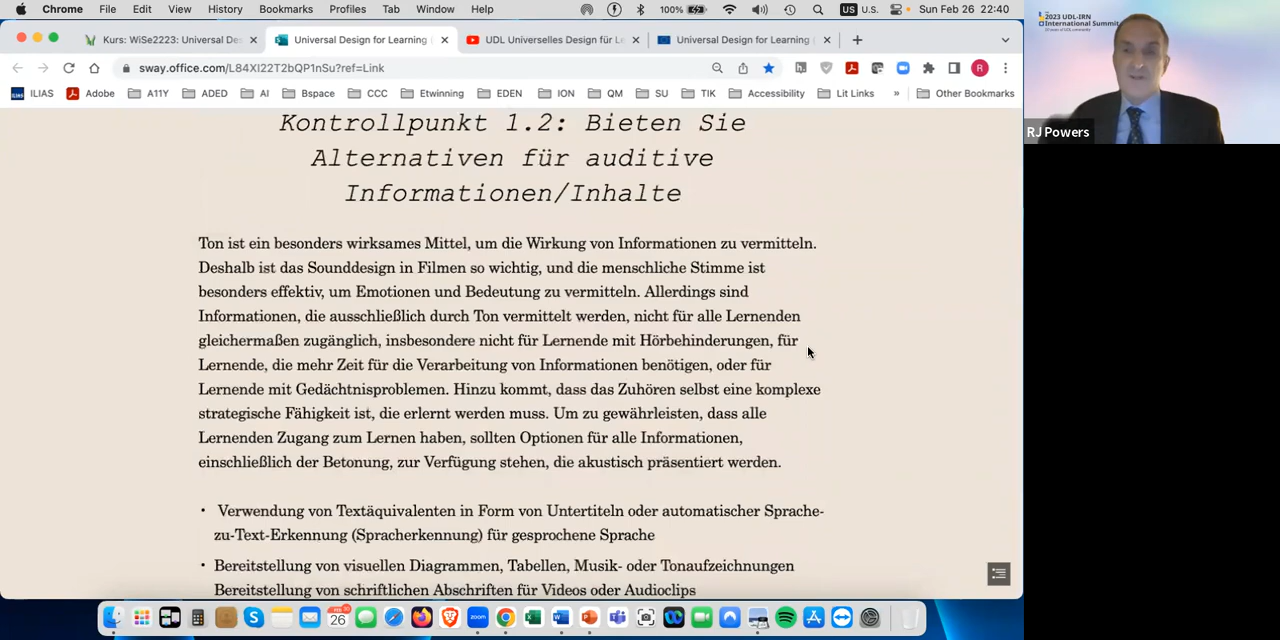 Chrome File Edit View History Bookmarks Profiles Tab Window Help 100% U.S. Sun Feb 26 22:40
Kurs: WiSe2223: Universal De Universal Design for Learning UDL Universelles Design für Le Universal Design for Learning
sway.office.com/L84XI22T2bQP1nSu?ref=Link
ILIAS Adobe A11Y ADED AI Bspace CCC Etwinning EDEN ION QM SU TIK Accessibility Lit Links » Other Bookmarks
Kontrollpunkt 1.2: Bieten Sie
Alternativen für auditive
Informationen/Inhalte
Ton ist ein besonders wirksames Mittel, um die Wirkung von Informationen zu vermitteln.
Deshalb ist das Sounddesign in Filmen so wichtig, und die menschliche Stimme ist
besonders effektiv, um Emotionen und Bedeutung zu vermitteln. Allerdings sind
Informationen, die ausschließlich durch Ton vermittelt werden, nicht für alle Lernenden
gleichermaßen zugänglich, insbesondere nicht für Lernende mit Hörbehinderungen, für
Lernende, die mehr Zeit für die Verarbeitung von Informationen benötigen, oder für
Lernende mit Gedächtnisproblemen. Hinzu kommt, dass das Zuhören selbst eine komplexe
strategische Fähigkeit ist, die erlernt werden muss. Um zu gewährleisten, dass alle
Lernenden Zugang zum Lernen haben, sollten Optionen für alle Informationen,
einschließlich der Betonung, zur Verfügung stehen, die akustisch präsentiert werden.
• Verwendung von Textäquivalenten in Form von Untertiteln oder automatischer Sprache-
zu-Text-Erkennung (Spracherkennung) für gesprochene Sprache
• Bereitstellung von visuellen Diagrammen, Tabellen, Musik- oder Tonaufzeichnungen
Bereitstellung von schriftlichen Abschriften für Videos oder Audioclips
2023 UDL-IRN
International Summit
RJ Powers
26
zoom